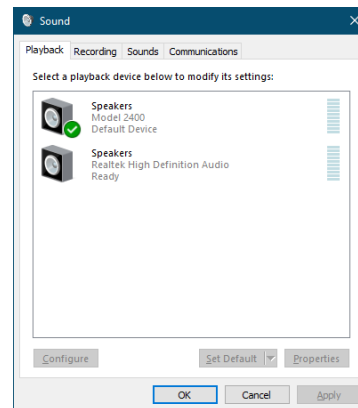 Sound
Playback Recording Sounds Communications
Select a playback device below to modify its settings:
Speakers
Model 2400
Default Device
Speakers
Realtek High Definition Audio
Ready
Configure Set Default Properties
OK Cancel Apply